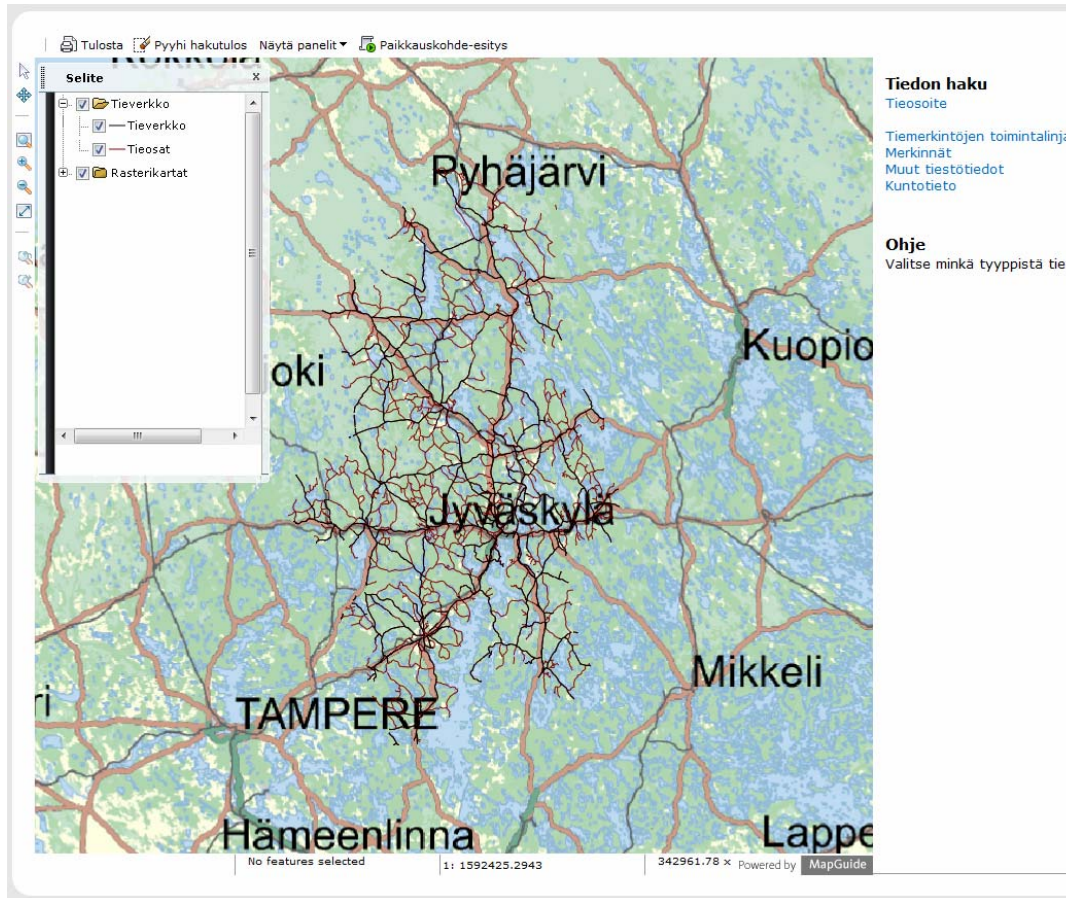 Tulosta Pyyhi hakutulos Näytä panelit Paikkauskohde-esitys
Selite x
Tieverkko
Tieverkko
Tieosat
Rasterikartat
Pyhäjärvi
Kuopio
oki
Jyväskylä
Mikkeli
ri
TAMPERE
Hämeenlinna
Lappe
No features selected
1: 1592425.2943
342961.78 x
Powered by MapGuide
Tiedon haku
Tieosoite
Tiemerkintöjen toimintalinja
Merkinnät
Muut tiestötiedot
Kuntotieto
Ohje
Valitse minkä tyyppistä tie